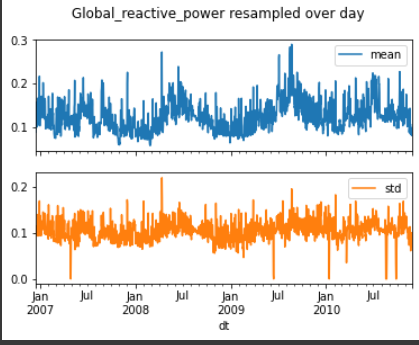 Global_reactive_power resampled over day
0.3
mean
0.2
0.1
0.2
std
0.1
0.0
Jan Jul Jan Jul Jan Jul Jan Jul
2007 2008 2009 2010
dt